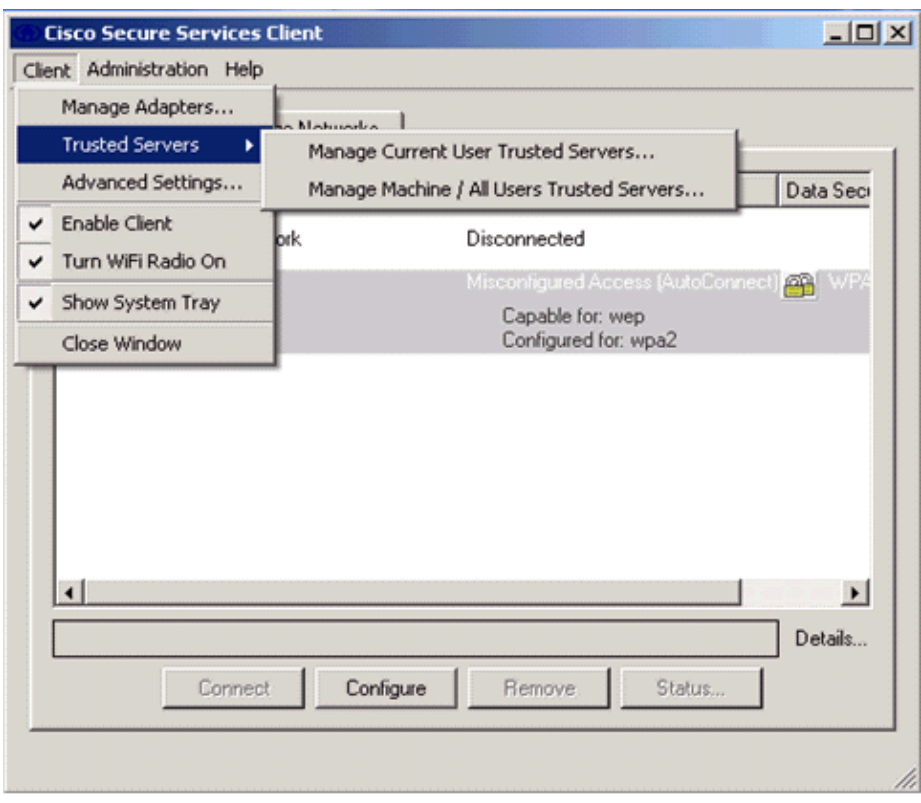 Cisco Secure Services Client
Client Administration Help
Manage Adapters...
Networks
Trusted Servers
Manage Current User Trusted Servers...
Advanced Settings...
Manage Machine / All Users Trusted Servers...
Data Secu
Enable Client
ork
Disconnected
Turn WiFi Radio On
Misconfigured Access (AutoConnect) WPA
Show System Tray
Capable for: wep
Configured for: wpa2
Close Window
Details...
Connect Configure Remove Status...